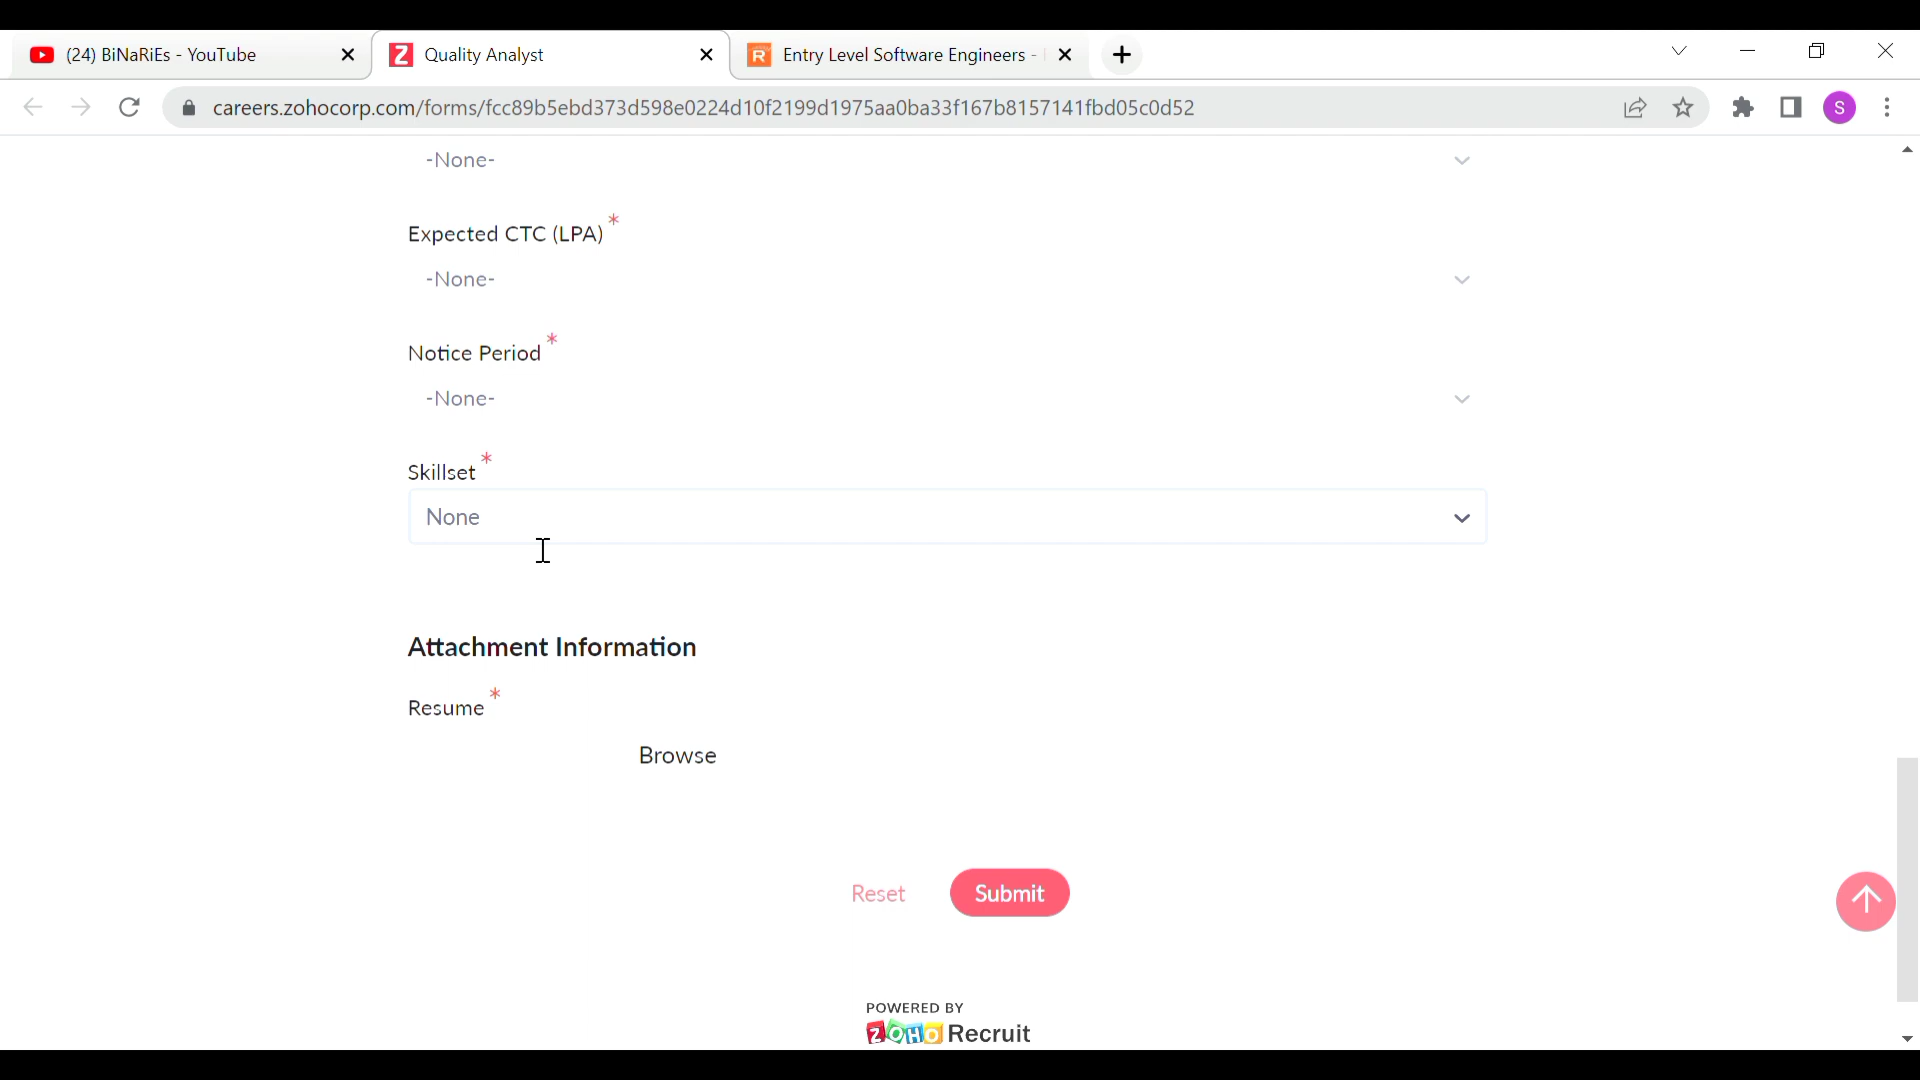 (24) BiNaRiEs - YouTube
Quality Analyst
Entry Level Software Engineers -
careers.zohocorp.com/forms/fcc89b5ebd373d598e0224d10f2199d1975aa0ba33f167b8157141fbd05c0d52
S
-None-
Expected CTC (LPA) *
-None-
Notice Period *
-None-
Skillset *
None
Attachment Information
Resume *
Browse
Reset
Submit
POWERED BY
ZOHO Recruit